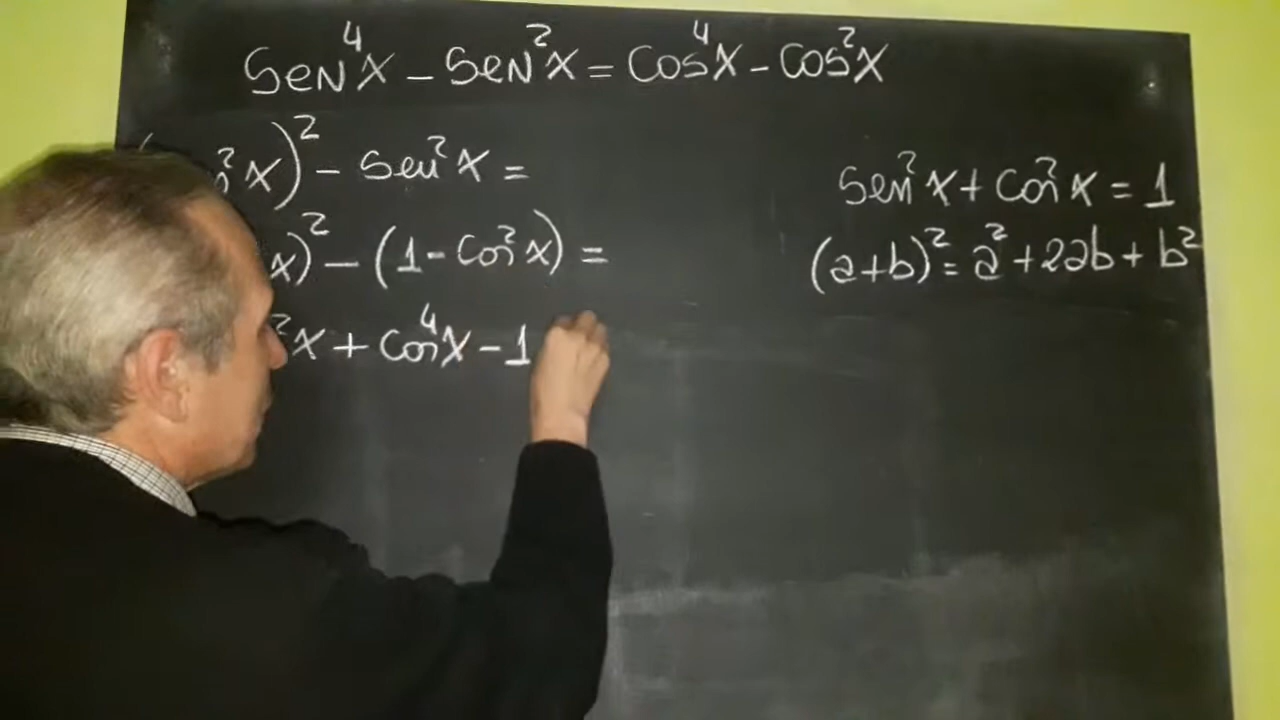 SeN⁴x - SeN²x = Cos⁴x - Cos²x
²x)² - Sen²x =
x)² - (1 - Cos²x) =
²x + Cos⁴x - 1
Sen²x + Cos²x = 1
(a+b)² = a² + 2ab + b²